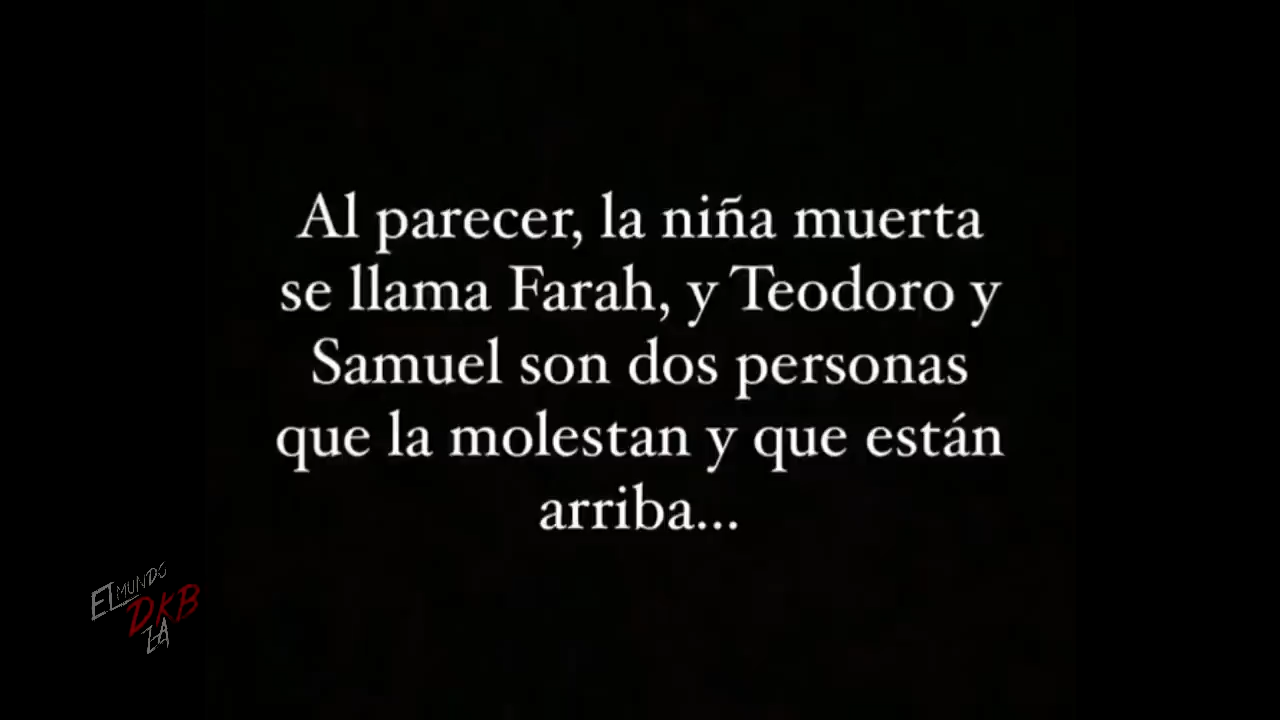 Al parecer, la niña muerta
se llama Farah, y Teodoro y
Samuel son dos personas
que la molestan y que están
arriba...
EL MUNDO
DKB
ZA